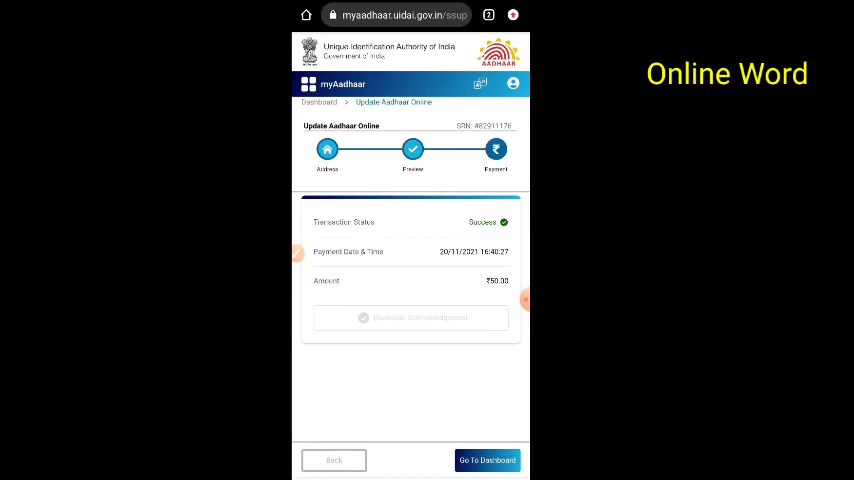 myaadhaar.uidai.gov.in/ssup
2
Unique Identification Authority of India
Government of India
AADHAAR
myAadhaar
Dashboard > Update Aadhaar Online
Update Aadhaar Online
SRN: #82911176
Address
Preview
₹
Payment
Transaction Status
Success
Payment Date & Time
20/11/2021 16:40:27
Amount
₹50.00
Download Acknowledgement
Back
Go To Dashboard
Online Word